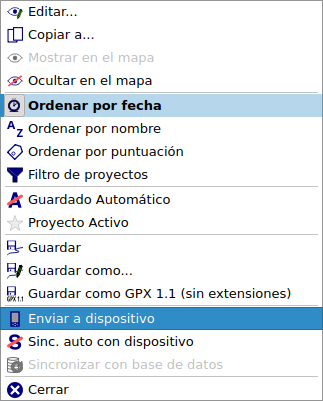 Editar...
Copiar a...
Mostrar en el mapa
Ocultar en el mapa
Ordenar por fecha
Ordenar por nombre
Ordenar por puntuación
Filtro de proyectos
Guardado Automático
Proyecto Activo
Guardar
Guardar como...
Guardar como GPX 1.1 (sin extensiones)
Enviar a dispositivo
Sinc. auto con dispositivo
Sincronizar con base de datos
Cerrar